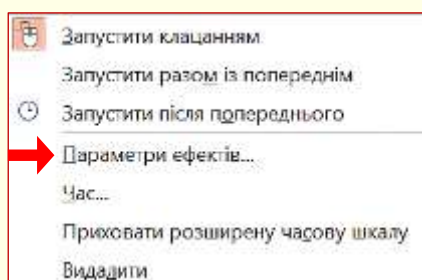 Запустити клацанням
Запустити разом із попереднім
Запустити після попереднього
Параметри ефектів...
Час...
Приховати розширену часову шкалу
Видалити